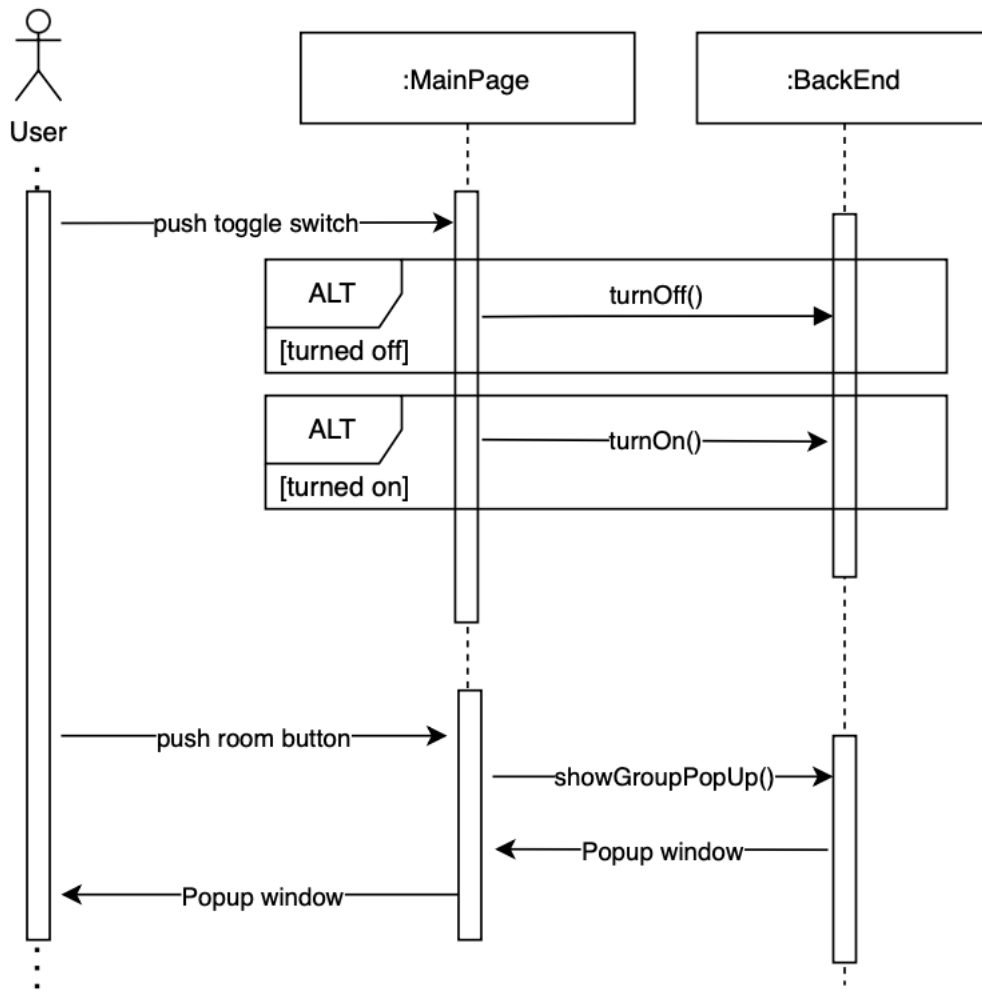 User
:MainPage
:BackEnd
push toggle switch
ALT
turnOff()
[turned off]
ALT
turnOn()
[turned on]
push room button
showGroupPopUp()
Popup window
Popup window